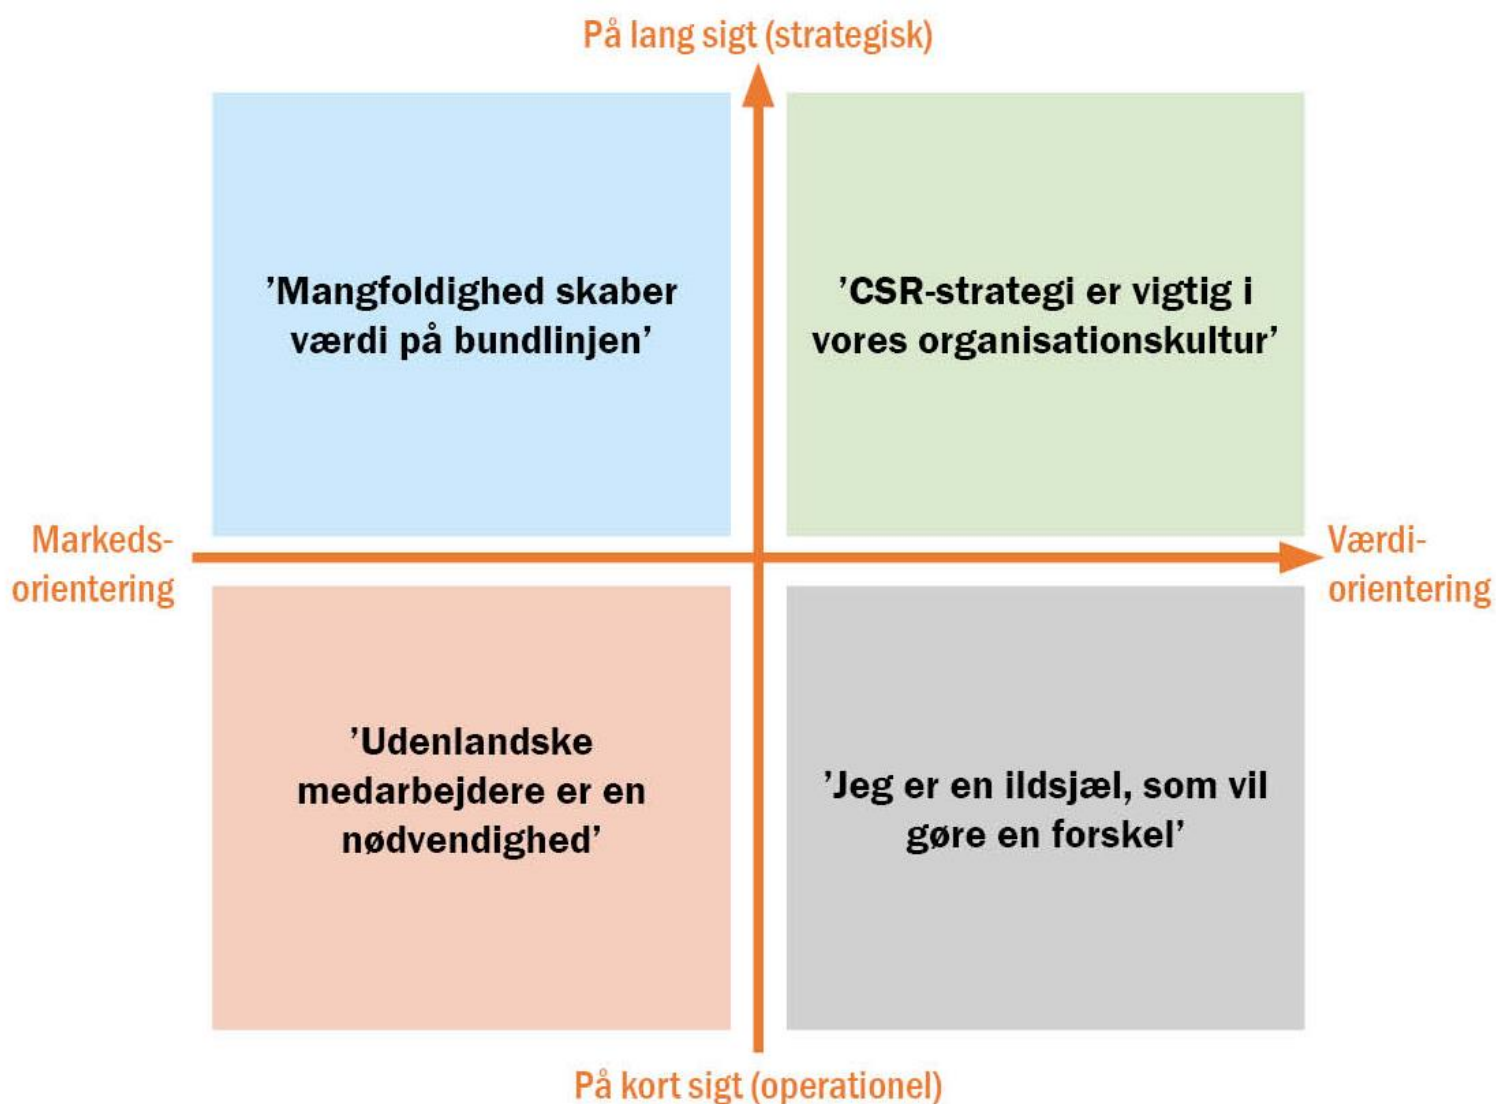 På lang sigt (strategisk)
’Mangfoldighed skaber
værdi på bundlinjen’
’CSR-strategi er vigtig i
vores organisationskultur’
Markeds-
orientering
Værdi-
orientering
’Udenlandske
medarbejdere er en
nødvendighed’
’Jeg er en ildsjæl, som vil
gøre en forskel’
På kort sigt (operationel)